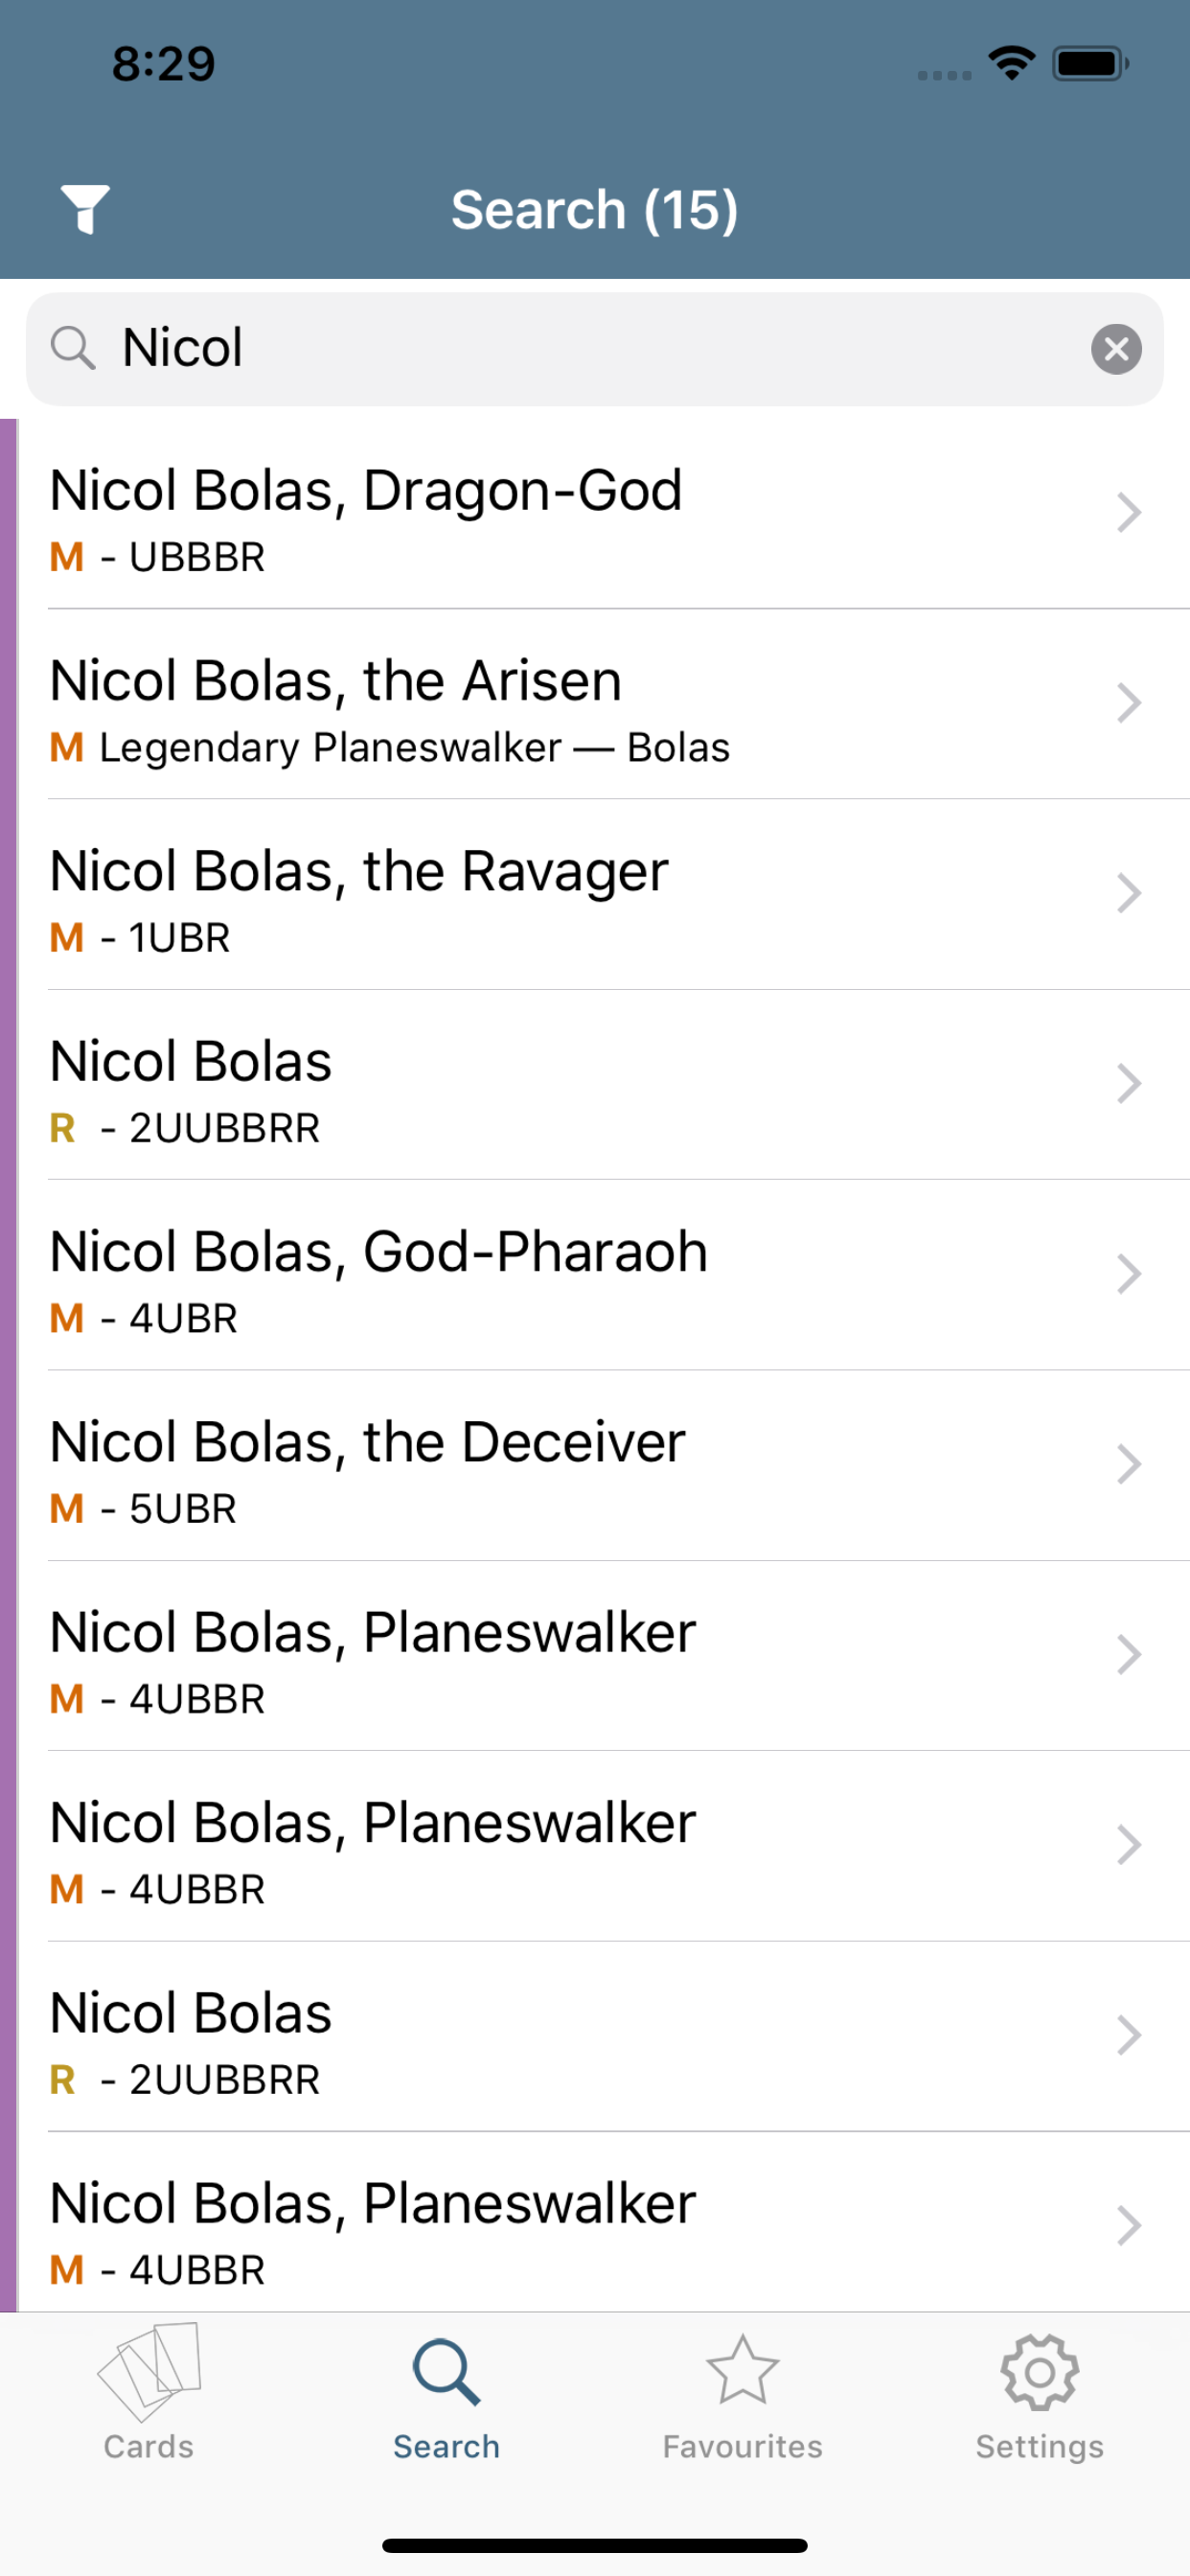 8:29
Search (15)
Nicol
Nicol Bolas, Dragon-God
M - UBBBR
Nicol Bolas, the Arisen
M Legendary Planeswalker — Bolas
Nicol Bolas, the Ravager
M - 1UBR
Nicol Bolas
R - 2UUBBRR
Nicol Bolas, God-Pharaoh
M - 4UBR
Nicol Bolas, the Deceiver
M - 5UBR
Nicol Bolas, Planeswalker
M - 4UBBR
Nicol Bolas, Planeswalker
M - 4UBBR
Nicol Bolas
R - 2UUBBRR
Nicol Bolas, Planeswalker
M - 4UBBR
Cards Search Favourites Settings